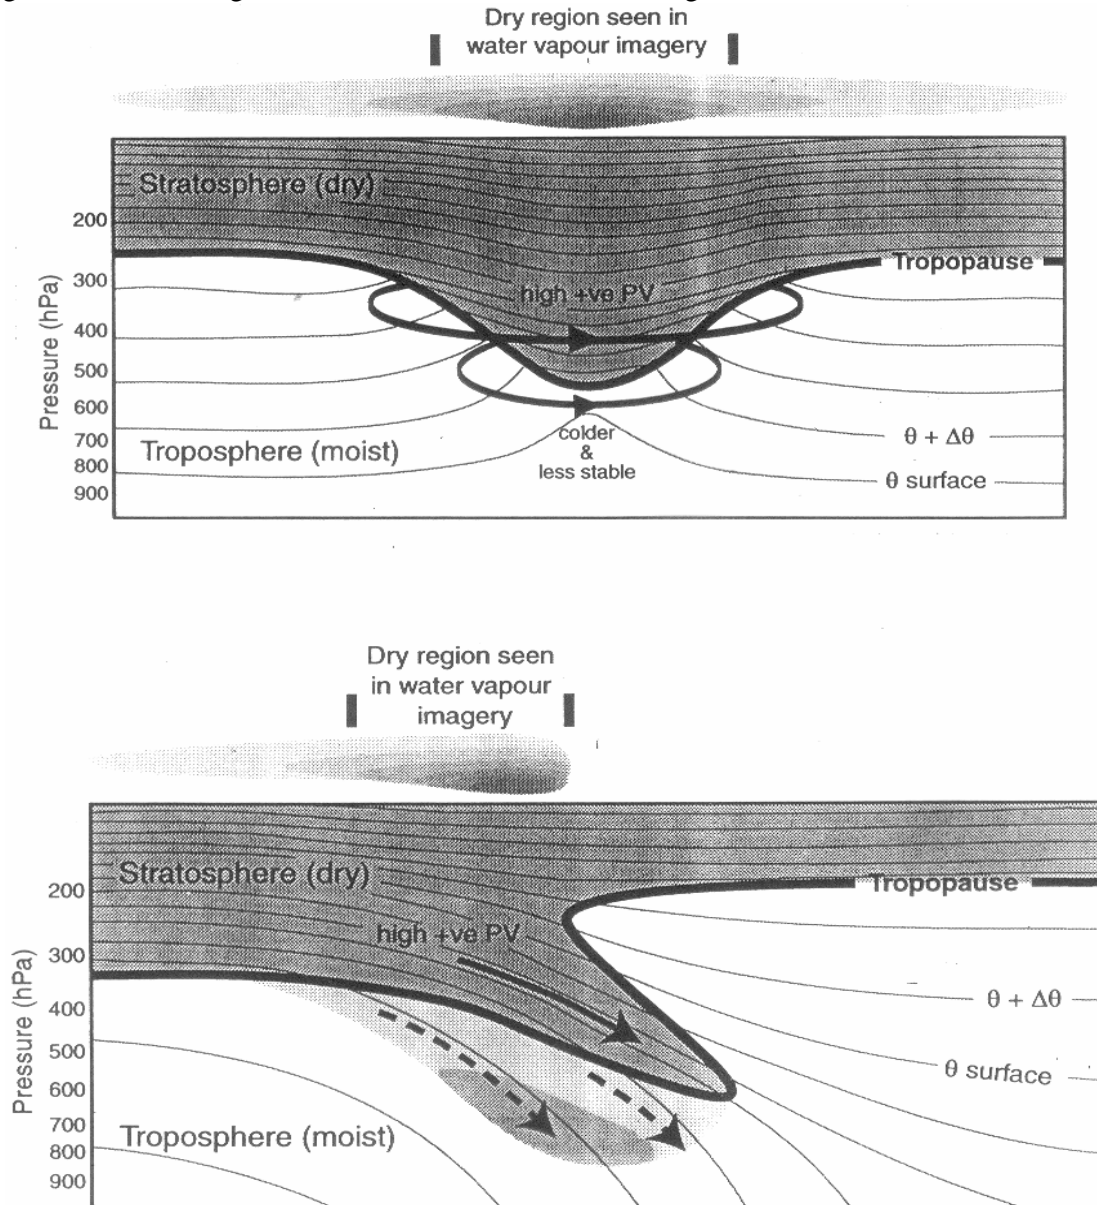 Dry region seen in
water vapour imagery
Stratosphere (dry)
200
Tropopause
300
high +ve PV
Pressure (hPa)
400
500
600
colder
&
less stable
θ + Δθ
700
Troposphere (moist)
800
θ surface
900
Dry region seen
in water vapour
imagery
Stratosphere (dry)
Tropopause
200
high +ve PV
300
Pressure (hPa)
θ + Δθ
400
500
θ surface
600
700
Troposphere (moist)
800
900